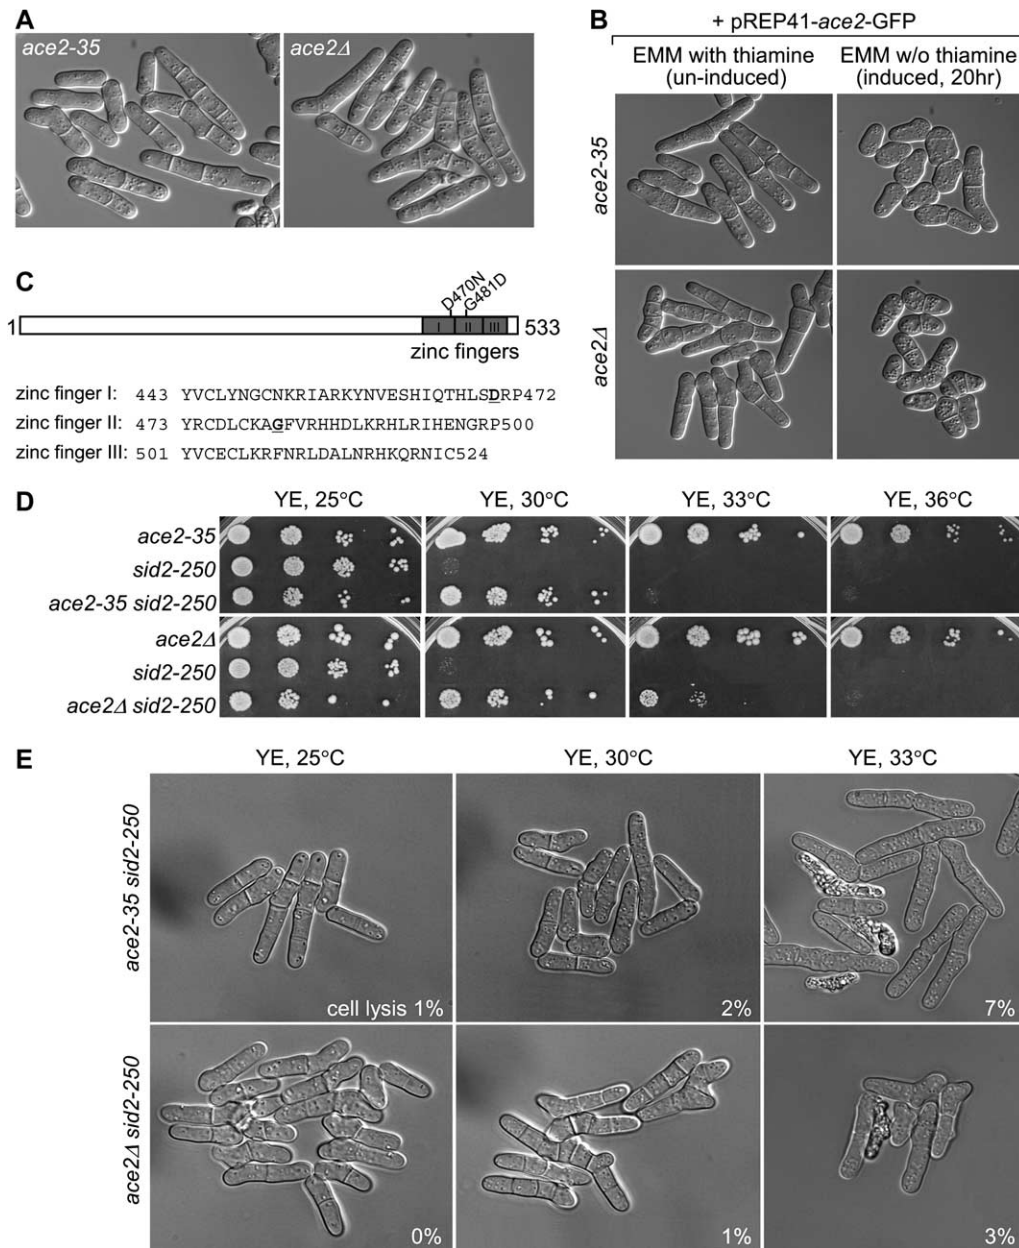 A
ace2-35
ace2Δ
B
+ pREP41-ace2-GFP
EMM with thiamine
(un-induced)
EMM w/o thiamine
(induced, 20hr)
ace2-35
ace2Δ
C
D470N
G481D
1
I
II
III
533
zinc fingers
zinc finger I: 443 YVCLYNGCNKRIARKYNVESHIQTHLSDRP472
zinc finger II: 473 YRCDLCKAGFVRHHDLKRHLRIHENGRP500
zinc finger III: 501 YVCECLKRFNRLDALNRHKQRNIC524
D
YE, 25°C
YE, 30°C
YE, 33°C
YE, 36°C
ace2-35
sid2-250
ace2-35 sid2-250
ace2Δ
sid2-250
ace2Δ sid2-250
E
YE, 25°C
YE, 30°C
YE, 33°C
ace2-35 sid2-250
cell lysis 1%
2%
7%
ace2Δ sid2-250
0%
1%
3%